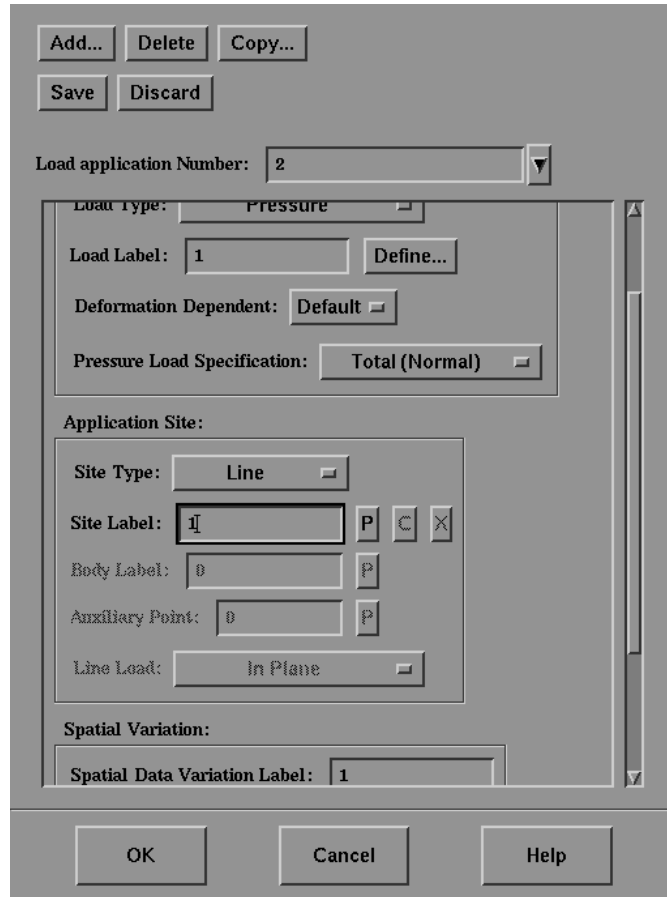 Add... Delete Copy...
Save Discard
Load application Number: 2
Load Type: Pressure
Load Label: 1 Define...
Deformation Dependent: Default
Pressure Load Specification: Total (Normal)
Application Site:
Site Type: Line
Site Label: 1 P C X
Body Label: 0 P
Auxiliary Point: 0 P
Line Load: In Plane
Spatial Variation:
Spatial Data Variation Label: 1
OK Cancel Help